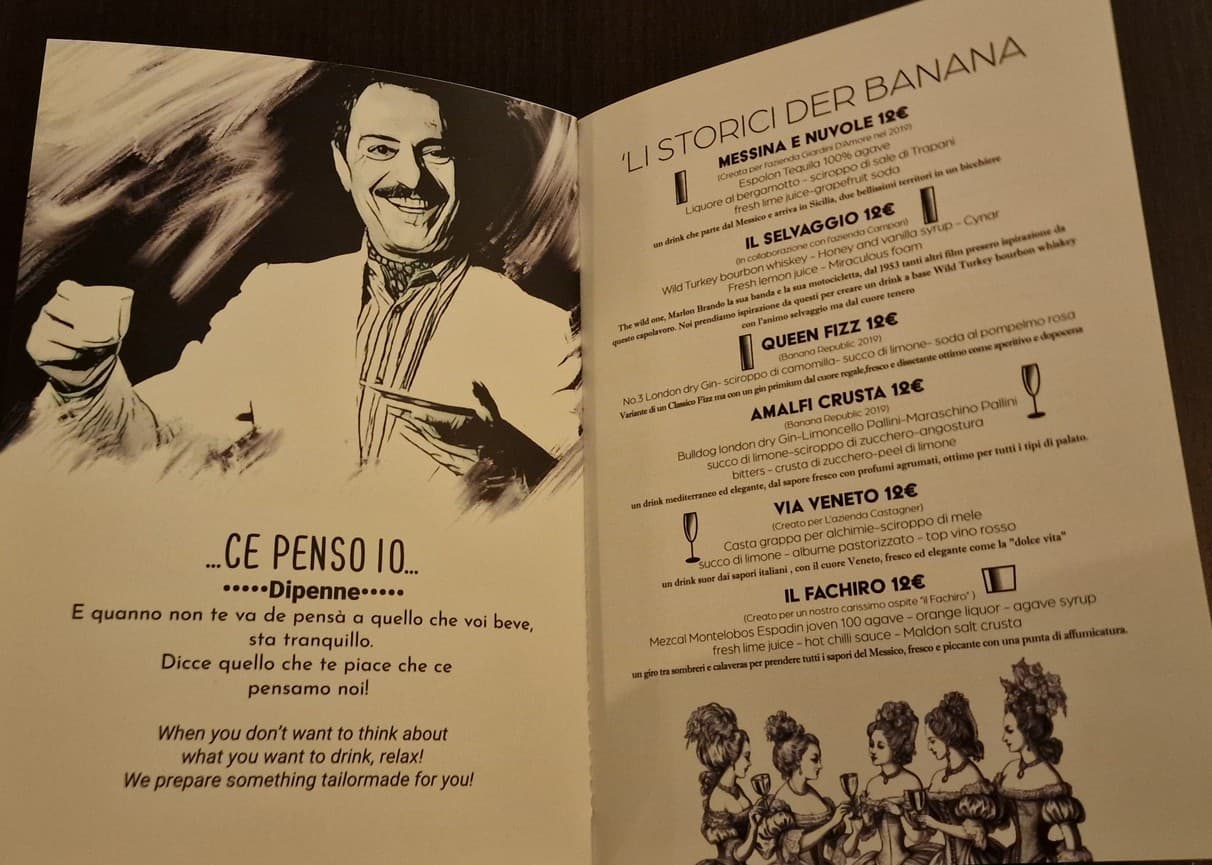 ...CE PENSO IO...
•••••Dipenne•••••
E quanno non te va de pensà a quello che voi beve,
sta tranquillo.
Dicce quello che te piace che ce
pensamo noi!
When you don't want to think about
what you want to drink, relax!
We prepare something tailormade for you!
'LI STORICI DER BANANA
MESSINA E NUVOLE 12€
(Creata per l'azienda Giardini D'Amore nel 2019)
Espolon Tequila 100% agave
Liquore al bergamotto - sciroppo di sale di Trapani
fresh lime juice-grapefruit soda
un drink che parte dal Messico e arriva in Sicilia, due bellissimi territori in un bicchiere
IL SELVAGGIO 12€
(In collaborazione con l'azienda Campari)
Wild Turkey bourbon whiskey - Honey and vanilla syrup - Cynar
Fresh lemon juice - Miraculous foam
The wild one, Marlon Brando la sua banda e la sua motocicletta, dal 1953 tanti altri film presero ispirazione da
questo capolavoro. Noi prendiamo ispirazione da questi per creare un drink a base Wild Turkey bourbon whiskey
con l'animo selvaggio ma dal cuore tenero
QUEEN FIZZ 12€
(Banana Republic 2019)
No.3 London dry Gin- sciroppo di camomilla- succo di limone- soda al pompelmo rosa
Variante di un Classico Fizz ma con un gin primium dal cuore regale,fresco e dissetante ottimo come aperitivo e dopocena
AMALFI CRUSTA 12€
(Banana Republic 2019)
Bulldog london dry Gin-Limoncello Pallini-Maraschino Pallini
succo di limone-sciroppo di zucchero-angostura
bitters - crusta di zucchero-peel di limone
un drink mediterraneo ed elegante, dal sapore fresco con profumi agrumati, ottimo per tutti i tipi di palato.
VIA VENETO 12€
(Creato per L'azienda Castagner)
Casta grappa per alchimie-sciroppo di mele
succo di limone - albume pastorizzato - top vino rosso
un drink suor dai sapori italiani , con il cuore Veneto, fresco ed elegante come la "dolce vita"
IL FACHIRO 12€
(Creato per un nostro carissimo ospite "il Fachiro" )
Mezcal Montelobos Espadin joven 100 agave - orange liquor - agave syrup
fresh lime juice - hot chilli sauce - Maldon salt crusta
un giro tra sombreri e calaveras per prendere tutti i sapori del Messico, fresco e piccante con una punta di affumicatura.